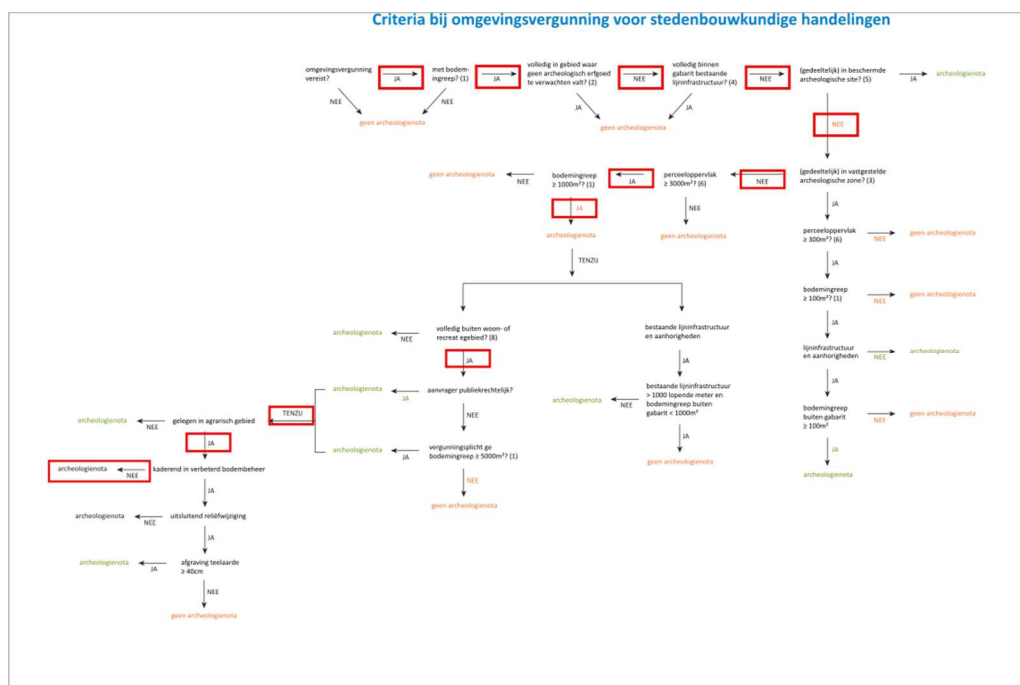 Criteria bij omgevingsvergunning voor stedenbouwkundige handelingen
omgevingsvergunning
vereist?
JA
met bodem-
ingreep? (1)
JA
volledig in gebied waar
geen archeologisch erfgoed
te verwachten valt? (2)
NEE
volledig binnen
gabarit bestaande
lijninfrastructuur? (4)
NEE
(gedeeltelijk) in beschermde
archeologische site? (5)
JA
archeologienota
NEE
NEE
JA
JA
geen archeologienota
geen archeologienota
NEE
geen archeologienota
NEE
bodemingreep
≥ 1000m²? (1)
JA
perceeloppervlak
≥ 3000m²? (6)
NEE
(gedeeltelijk) in vastgestelde
archeologische zone? (3)
JA
NEE
JA
archeologienota
geen archeologienota
perceeloppervlak
≥ 300m²? (6)
NEE
geen archeologienota
TENZIJ
JA
bodemingreep
≥ 100m²? (1)
NEE
geen archeologienota
JA
archeologienota
NEE
volledig buiten woon- of
recreat egebied? (8)
bestaande lijninfrastructuur
en aanhorigheden
lijninfrastructuur
en aanhorigheden
NEE
archeologienota
JA
JA
JA
archeologienota
JA
aanvrager publiekrechtelijk?
archeologienota
NEE
bestaande lijninfrastructuur
> 1000 lopende meter en
bodemingreep buiten
gabarit < 1000m²
bodemingreep
buiten gabarit
≥ 100m²
NEE
geen archeologienota
archeologienota
NEE
gelegen in agrarisch gebied
TENZIJ
NEE
JA
JA
archeologienota
JA
vergunningsplicht ge
bodemingreep ≥ 5000m²? (1)
geen archeologienota
archeologienota
JA
archeologienota
NEE
kaderend in verbeterd bodembeheer
NEE
JA
geen archeologienota
archeologienota
NEE
uitsluitend reliëfwijziging
JA
archeologienota
JA
afgraving teelaarde
≥ 40cm
NEE
geen archeologienota